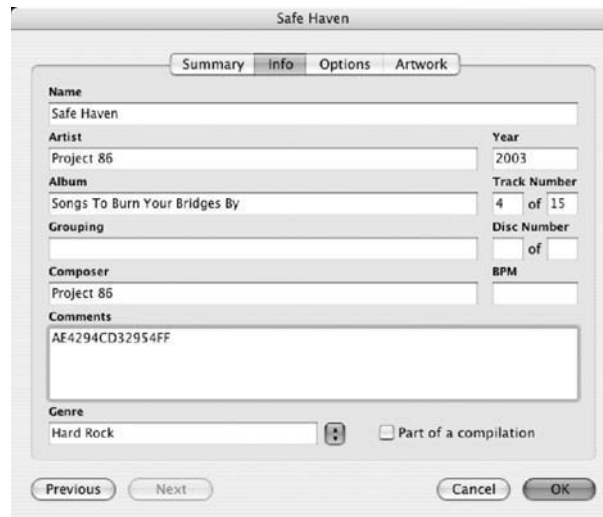 Safe Haven
Summary Info Options Artwork
Name
Safe Haven
Artist Year
Project 86 2003
Album Track Number
Songs To Burn Your Bridges By 4 of 15
Grouping Disc Number
of
Composer BPM
Project 86
Comments
AE4294CD32954FF
Genre
Hard Rock Part of a compilation
Previous Next Cancel OK